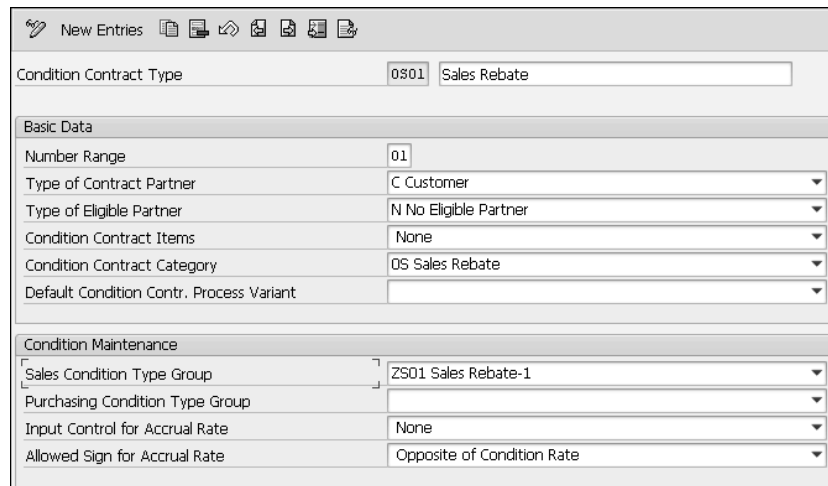 New Entries
Condition Contract Type 0S01 Sales Rebate
Basic Data
Number Range 01
Type of Contract Partner C Customer
Type of Eligible Partner N No Eligible Partner
Condition Contract Items None
Condition Contract Category 0S Sales Rebate
Default Condition Contr. Process Variant
Condition Maintenance
Sales Condition Type Group ZS01 Sales Rebate-1
Purchasing Condition Type Group
Input Control for Accrual Rate None
Allowed Sign for Accrual Rate Opposite of Condition Rate